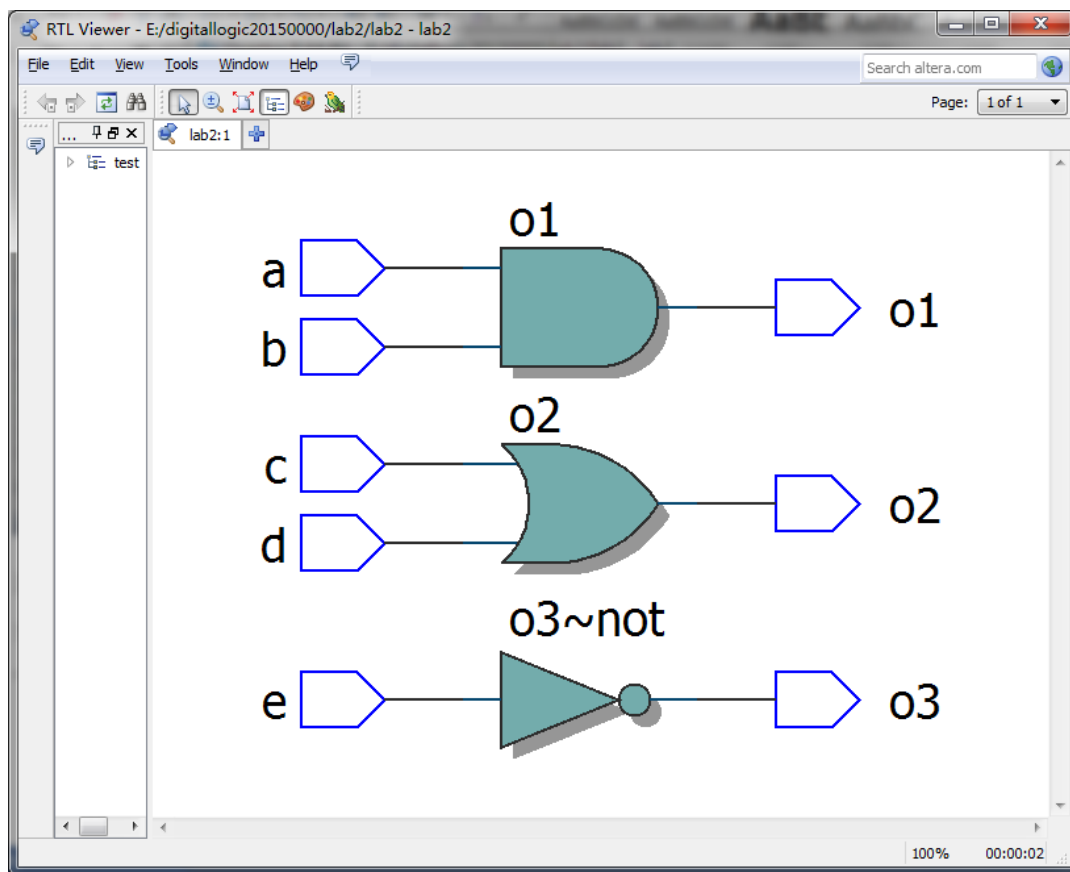 RTL Viewer - E:/digitallogic20150000/lab2/lab2 - lab2
File Edit View Tools Window Help
Search altera.com
Page: 1 of 1
... lab2:1
test
o1
a
o1
b
o2
c
o2
d
o3~not
e
o3
100% 00:00:02